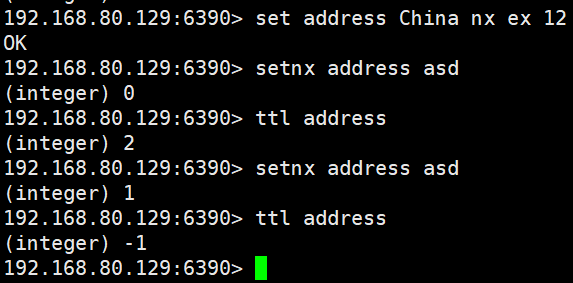 192.168.80.129:6390> set address China nx ex 12
OK
192.168.80.129:6390> setnx address asd
(integer) 0
192.168.80.129:6390> ttl address
(integer) 2
192.168.80.129:6390> setnx address asd
(integer) 1
192.168.80.129:6390> ttl address
(integer) -1
192.168.80.129:6390>